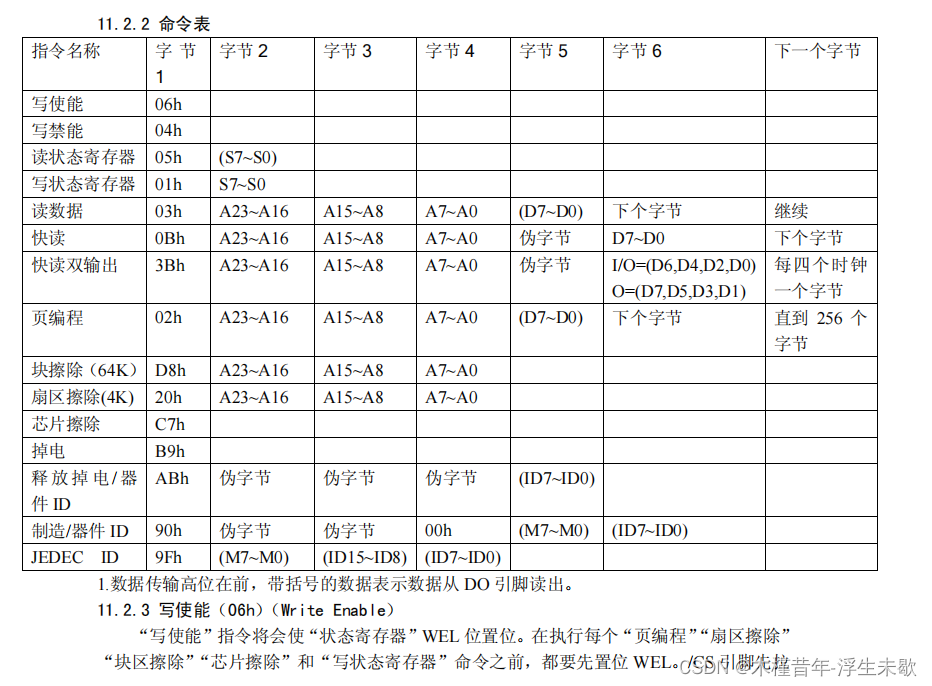 11.2.2 命令表
指令名称 字节1 字节2 字节3 字节4 字节5 字节6 下一个字节
写使能 06h
写禁能 04h
读状态寄存器 05h (S7~S0)
写状态寄存器 01h S7~S0
读数据 03h A23~A16 A15~A8 A7~A0 (D7~D0) 下个字节 继续
快读 0Bh A23~A16 A15~A8 A7~A0 伪字节 D7~D0 下个字节
快读双输出 3Bh A23~A16 A15~A8 A7~A0 伪字节 I/O=(D6,D4,D2,D0) O=(D7,D5,D3,D1) 每四个时钟一个字节
页编程 02h A23~A16 A15~A8 A7~A0 (D7~D0) 下个字节 直到 256 个字节
块擦除（64K） D8h A23~A16 A15~A8 A7~A0
扇区擦除(4K) 20h A23~A16 A15~A8 A7~A0
芯片擦除 C7h
掉电 B9h
释放掉电/器件 ID ABh 伪字节 伪字节 伪字节 (ID7~ID0)
制造/器件 ID 90h 伪字节 伪字节 00h (M7~M0) (ID7~ID0)
JEDEC ID 9Fh (M7~M0) (ID15~ID8) (ID7~ID0)
1.数据传输高位在前，带括号的数据表示数据从 DO 引脚读出。
11.2.3 写使能（06h）（Write Enable）
“写使能”指令将会使“状态寄存器”WEL 位置位。在执行每个“页编程”“扇区擦除”
“块区擦除”“芯片擦除”和“写状态寄存器”命令之前，都要先置位 WEL。/CS 引脚先拉
CSDN @木槿昔年-浮生未歇